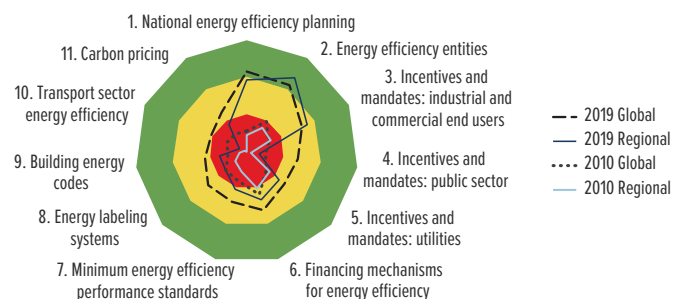 1. National energy efficiency planning
2. Energy efficiency entities
3. Incentives and
mandates: industrial and
commercial end users
4. Incentives and
mandates: public sector
5. Incentives and
mandates: utilities
6. Financing mechanisms
for energy efficiency
7. Minimum energy efficiency
performance standards
8. Energy labeling
systems
9. Building energy
codes
10. Transport sector
energy efficiency
11. Carbon pricing
2019 Global
2019 Regional
2010 Global
2010 Regional